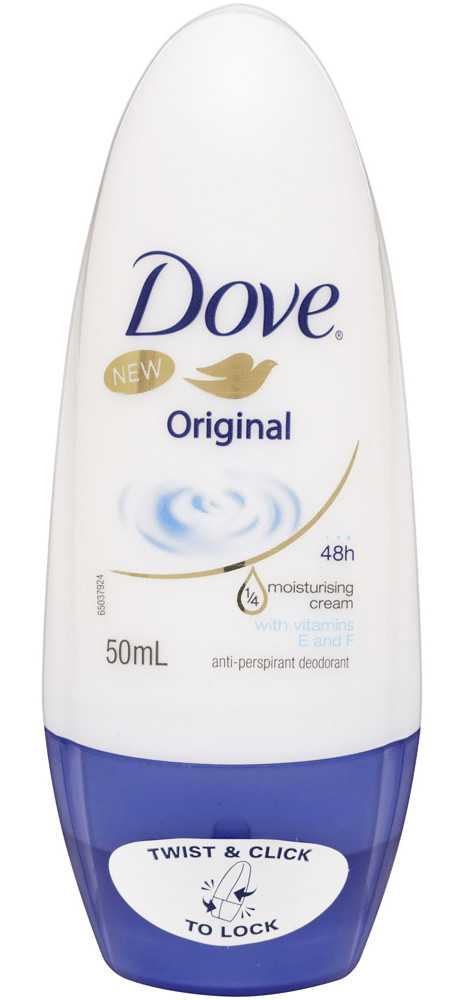 Dove®
NEW
Original
48h
1/4
moisturising
cream
with vitamins
E and F
65037924
50mL
anti-perspirant deodorant
TWIST & CLICK
TO LOCK